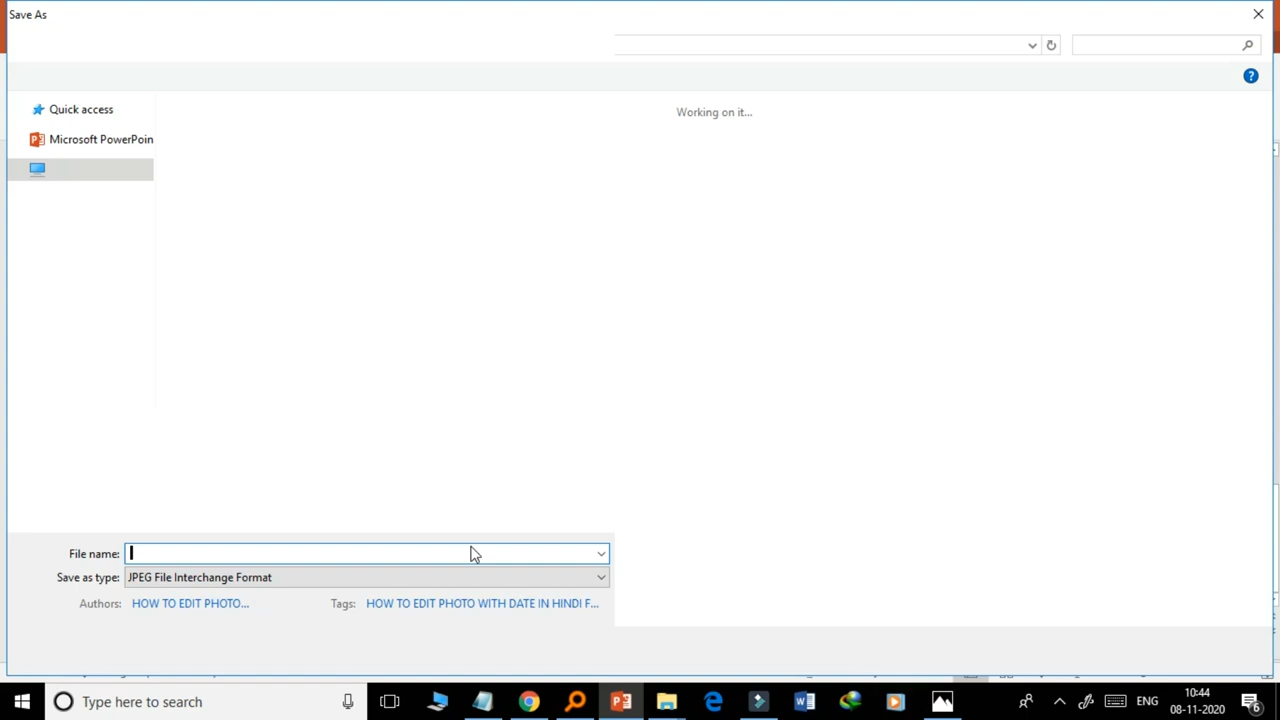 Save As
Quick access
Working on it...
Microsoft PowerPoin
File name:
Save as type: JPEG File Interchange Format
Authors: HOW TO EDIT PHOTO... Tags: HOW TO EDIT PHOTO WITH DATE IN HINDI F...
Type here to search
ENG
10:44
08-11-2020
6